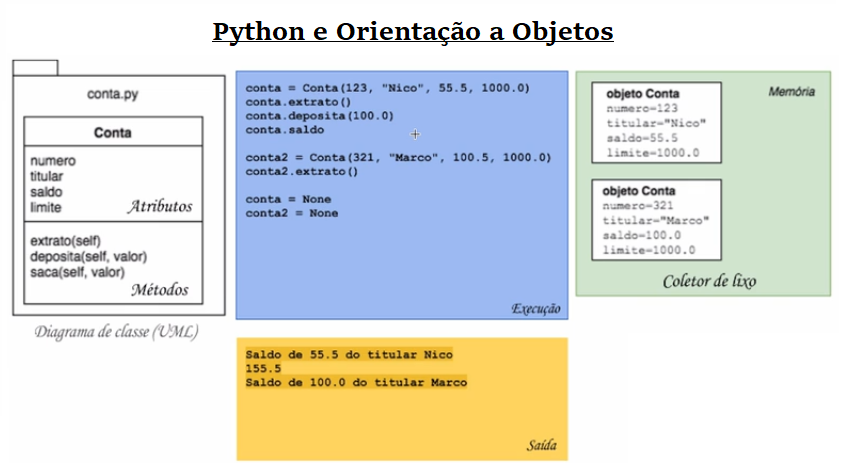 Python e Orientação a Objetos
conta.py
Conta
numero
titular
saldo
limite
Atributos
extrato(self)
deposita(self, valor)
saca(self, valor)
Métodos
Diagrama de classe (UML)
conta = Conta(123, "Nico", 55.5, 1000.0)
conta.extrato()
conta.deposita(100.0)
conta.saldo
conta2 = Conta(321, "Marco", 100.5, 1000.0)
conta2.extrato()
conta = None
conta2 = None
Execução
Saldo de 55.5 do titular Nico
155.5
Saldo de 100.0 do titular Marco
Saída
Memória
objeto Conta
numero=123
titular="Nico"
saldo=55.5
limite=1000.0
objeto Conta
numero=321
titular="Marco"
saldo=100.0
limite=1000.0
Coletor de lixo